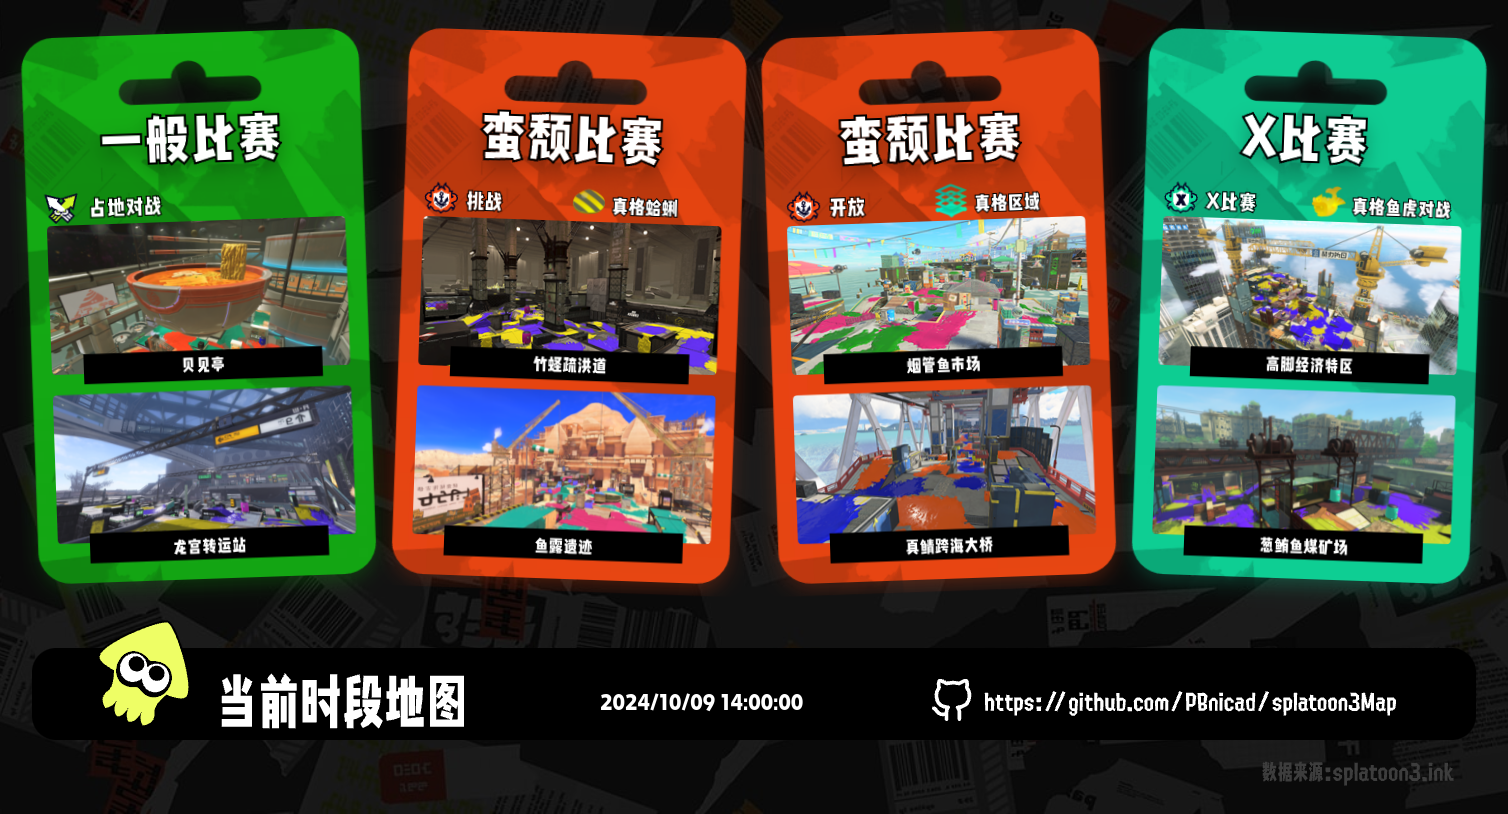 一般比赛
占地对战
贝贝亭
龙宫转运站
蛮颓比赛
挑战
真格蛤蜊
竹蛏疏洪道
鱼露遗迹
蛮颓比赛
开放
真格区域
烟管鱼市场
真鲭跨海大桥
X比赛
X比赛
真格鱼虎对战
高脚经济特区
葱鲔鱼煤矿场
当前时段地图
2024/10/09 14:00:00
https://github.com/PBnicad/splatoon3Map
数据来源:splatoon3.ink